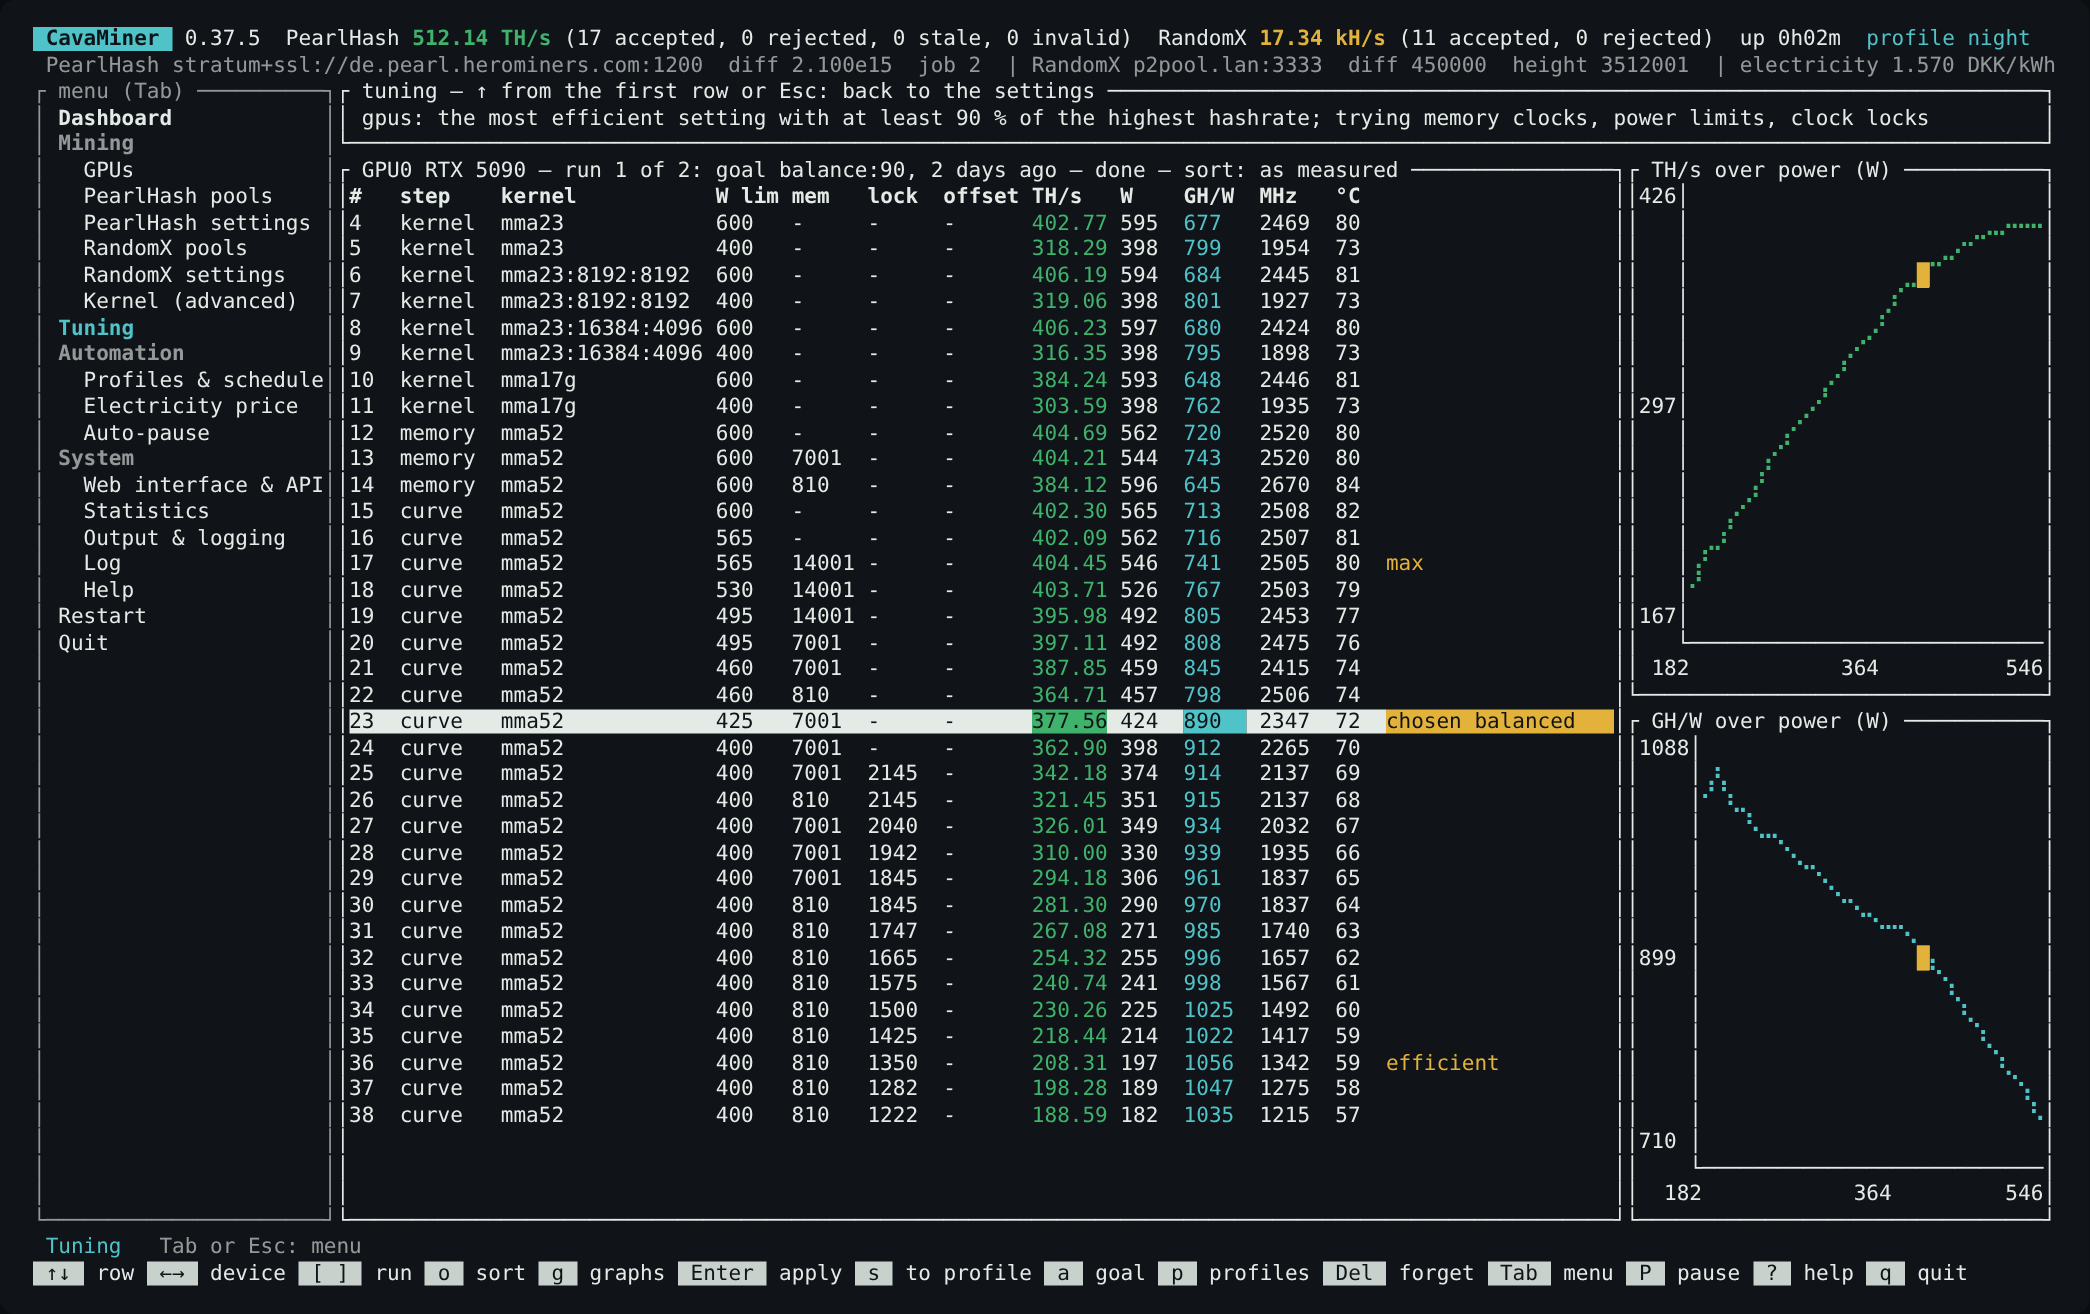 CavaMiner 0.37.5 PearlHash 512.14 TH/s (17 accepted, 0 rejected, 0 stale, 0 invalid) RandomX 17.34 kH/s (11 accepted, 0 rejected) up 0h02m profile night
PearlHash stratum+ssl://de.pearl.herominers.com:1200 diff 2.100e15 job 2 | RandomX p2pool.lan:3333 diff 450000 height 3512001 | electricity 1.570 DKK/kWh
menu (Tab)
Dashboard
Mining
GPUs
PearlHash pools
PearlHash settings
RandomX pools
RandomX settings
Kernel (advanced)
Tuning
Automation
Profiles & schedule
Electricity price
Auto-pause
System
Web interface & API
Statistics
Output & logging
Log
Help
Restart
Quit
tuning — ↑ from the first row or Esc: back to the settings
gpus: the most efficient setting with at least 90 % of the highest hashrate; trying memory clocks, power limits, clock locks
GPU0 RTX 5090 — run 1 of 2: goal balance:90, 2 days ago — done — sort: as measured
# step kernel W lim mem lock offset TH/s W GH/W MHz °C
4 kernel mma23 600 - - - 402.77 595 677 2469 80
5 kernel mma23 400 - - - 318.29 398 799 1954 73
6 kernel mma23:8192:8192 600 - - - 406.19 594 684 2445 81
7 kernel mma23:8192:8192 400 - - - 319.06 398 801 1927 73
8 kernel mma23:16384:4096 600 - - - 406.23 597 680 2424 80
9 kernel mma23:16384:4096 400 - - - 316.35 398 795 1898 73
10 kernel mma17g 600 - - - 384.24 593 648 2446 81
11 kernel mma17g 400 - - - 303.59 398 762 1935 73
12 memory mma52 600 - - - 404.69 562 720 2520 80
13 memory mma52 600 7001 - - 404.21 544 743 2520 80
14 memory mma52 600 810 - - 384.12 596 645 2670 84
15 curve mma52 600 - - - 402.30 565 713 2508 82
16 curve mma52 565 - - - 402.09 562 716 2507 81
17 curve mma52 565 14001 - - 404.45 546 741 2505 80 max
18 curve mma52 530 14001 - - 403.71 526 767 2503 79
19 curve mma52 495 14001 - - 395.98 492 805 2453 77
20 curve mma52 495 7001 - - 397.11 492 808 2475 76
21 curve mma52 460 7001 - - 387.85 459 845 2415 74
22 curve mma52 460 810 - - 364.71 457 798 2506 74
23 curve mma52 425 7001 - - 377.56 424 890 2347 72 chosen balanced
24 curve mma52 400 7001 - - 362.90 398 912 2265 70
25 curve mma52 400 7001 2145 - 342.18 374 914 2137 69
26 curve mma52 400 810 2145 - 321.45 351 915 2137 68
27 curve mma52 400 7001 2040 - 326.01 349 934 2032 67
28 curve mma52 400 7001 1942 - 310.00 330 939 1935 66
29 curve mma52 400 7001 1845 - 294.18 306 961 1837 65
30 curve mma52 400 810 1845 - 281.30 290 970 1837 64
31 curve mma52 400 810 1747 - 267.08 271 985 1740 63
32 curve mma52 400 810 1665 - 254.32 255 996 1657 62
33 curve mma52 400 810 1575 - 240.74 241 998 1567 61
34 curve mma52 400 810 1500 - 230.26 225 1025 1492 60
35 curve mma52 400 810 1425 - 218.44 214 1022 1417 59
36 curve mma52 400 810 1350 - 208.31 197 1056 1342 59 efficient
37 curve mma52 400 810 1282 - 198.28 189 1047 1275 58
38 curve mma52 400 810 1222 - 188.59 182 1035 1215 57
TH/s over power (W)
426
297
167
182 364 546
GH/W over power (W)
1088
899
710
182 364 546
Tuning Tab or Esc: menu
↑↓ row ←→ device [ ] run o sort g graphs Enter apply s to profile a goal p profiles Del forget Tab menu P pause ? help q quit